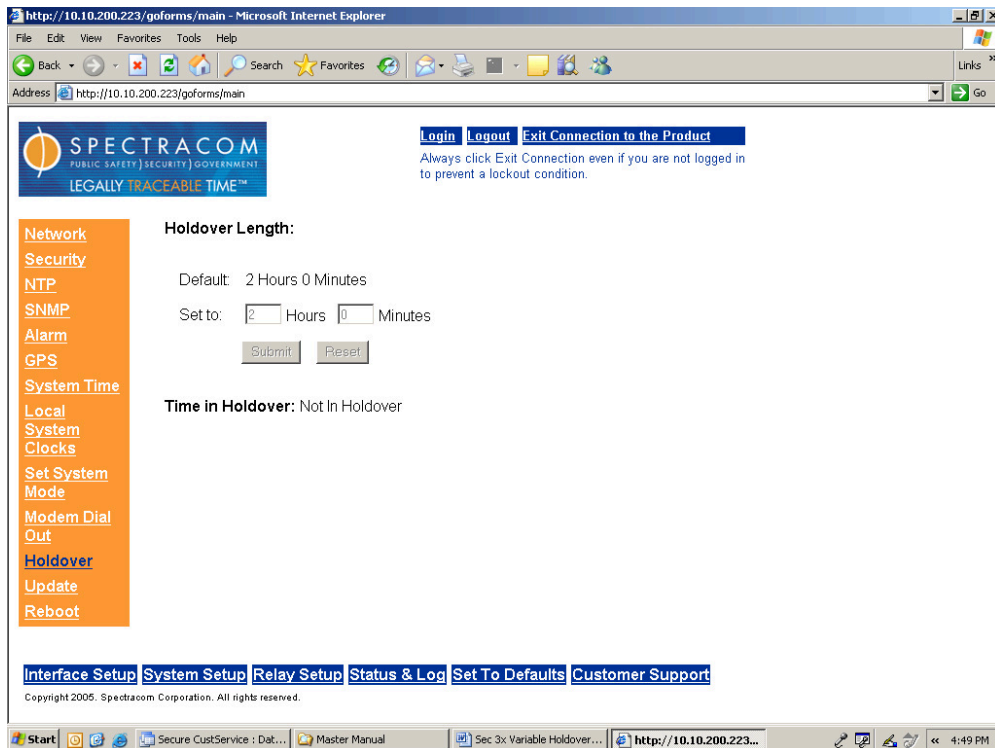 http://10.10.200.223/goforms/main - Microsoft Internet Explorer
File Edit View Favorites Tools Help
Back Search Favorites Links »
Address http://10.10.200.223/goforms/main Go
SPECTRACOM
PUBLIC SAFETY } SECURITY } GOVERNMENT
LEGALLY TRACEABLE TIME™
Login Logout Exit Connection to the Product
Always click Exit Connection even if you are not logged in
to prevent a lockout condition.
Network
Security
NTP
SNMP
Alarm
GPS
System Time
Local
System
Clocks
Set System
Mode
Modem Dial
Out
Holdover
Update
Reboot
Holdover Length:
Default: 2 Hours 0 Minutes
Set to: 2 Hours 0 Minutes
Submit Reset
Time in Holdover: Not In Holdover
Interface Setup System Setup Relay Setup Status & Log Set To Defaults Customer Support
Copyright 2005. Spectracom Corporation. All rights reserved.
Start Secure CustService : Dat... Master Manual Sec 3x Variable Holdover... http://10.10.200.223... « 4:49 PM